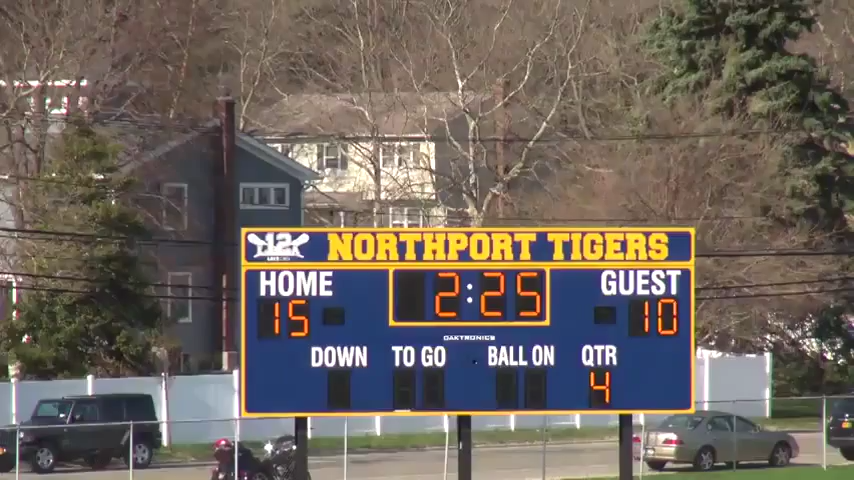 12 NORTHPORT TIGERS
HOME 2:25 GUEST
15 10
DAKTRONICS
DOWN TO GO BALL ON QTR
4